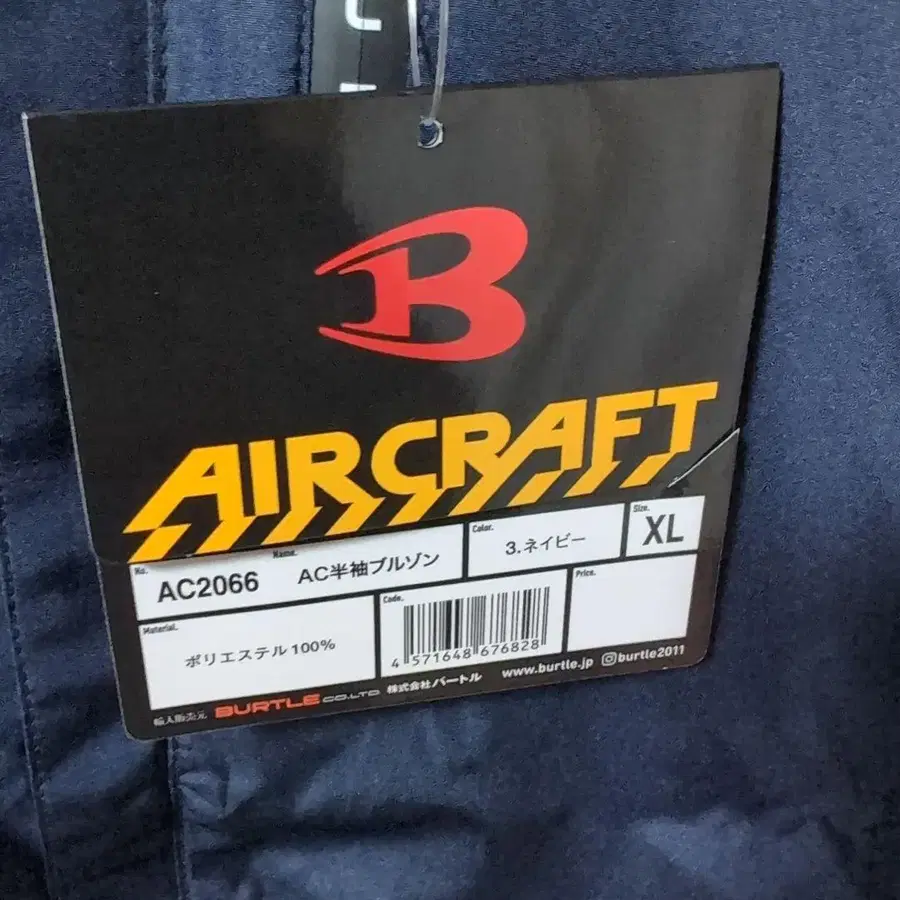 B
AIRCRAFT
No. AC2066
Name. AC半袖ブルゾン
Color. 3.ネイビー
Size. XL
Material. ポリエステル100%
Code. 4 571648 676828
Price.
輸入販売元 BURTLE CO.LTD 株式会社バートル www.burtle.jp burtle2011